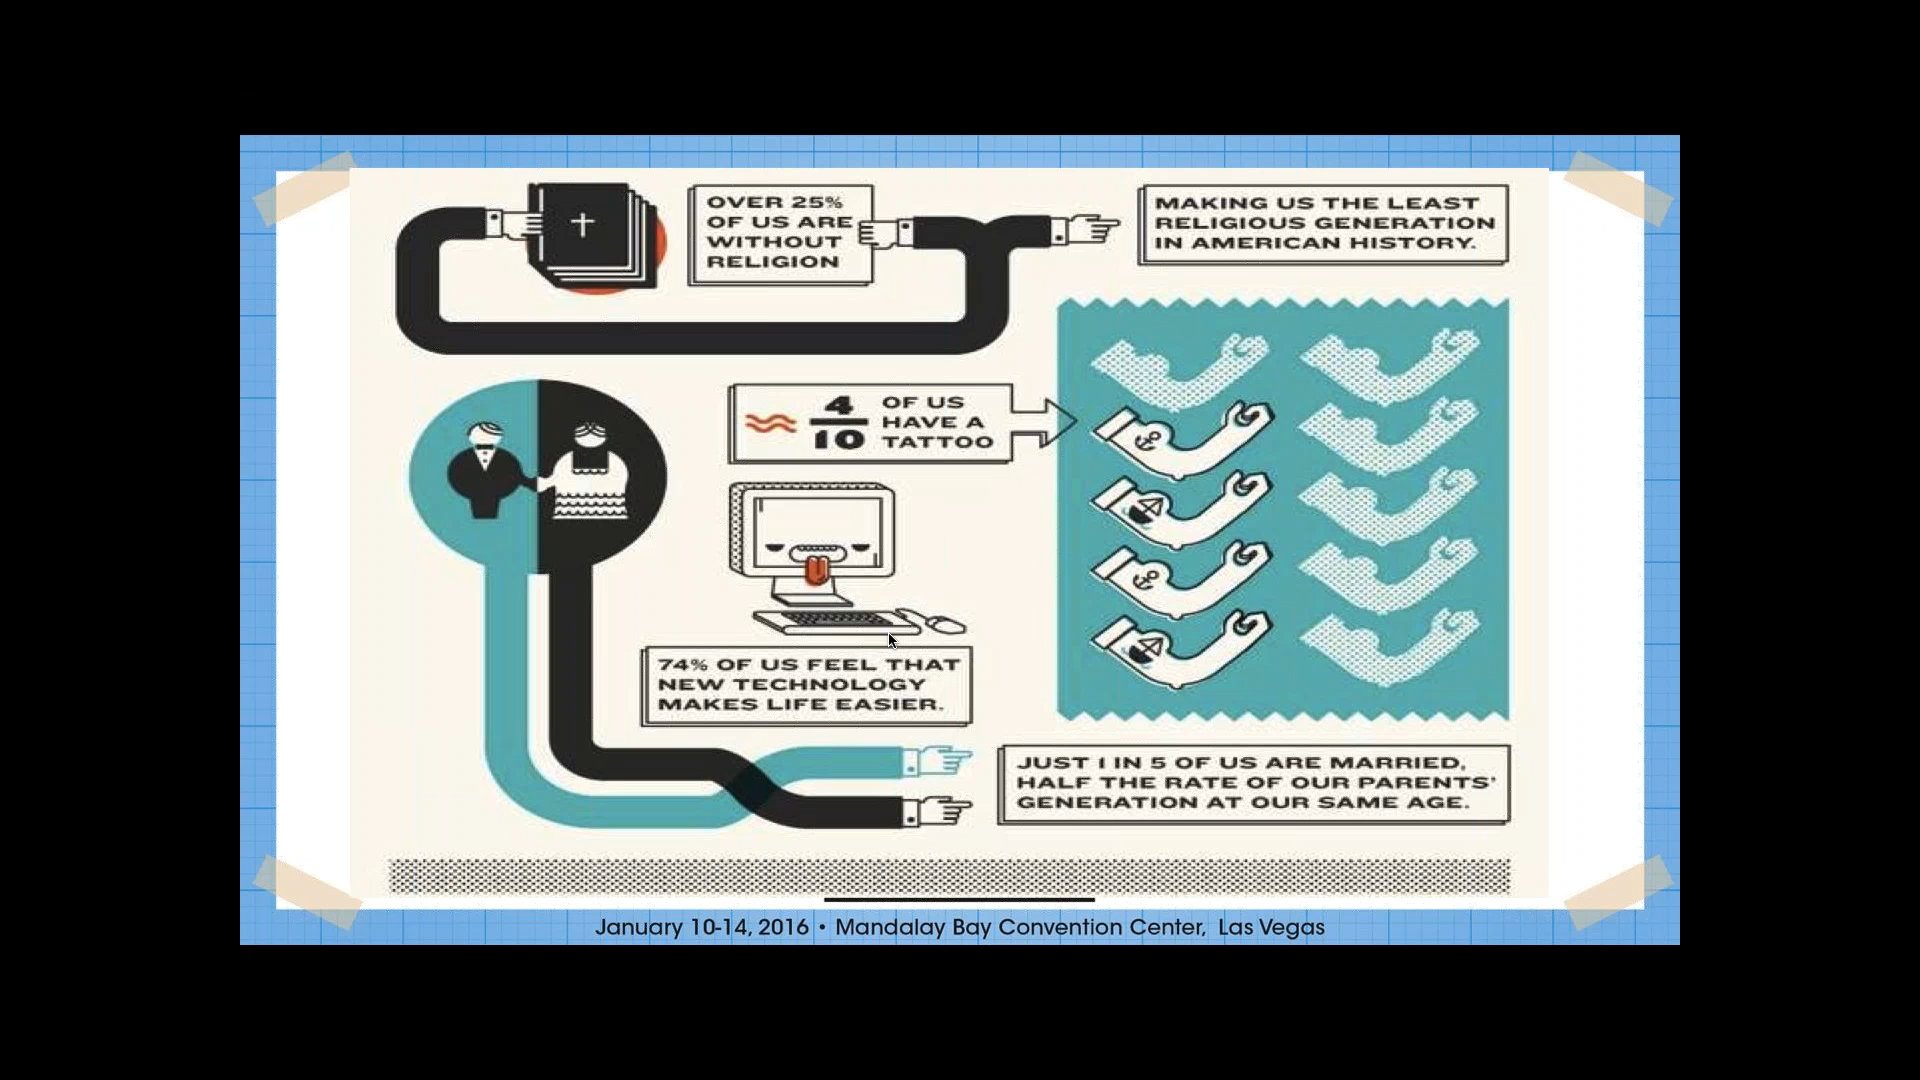 OVER 25%
OF US ARE
WITHOUT
RELIGION
MAKING US THE LEAST
RELIGIOUS GENERATION
IN AMERICAN HISTORY.
4
10
OF US
HAVE A
TATTOO
74% OF US FEEL THAT
NEW TECHNOLOGY
MAKES LIFE EASIER.
JUST 1 IN 5 OF US ARE MARRIED,
HALF THE RATE OF OUR PARENTS'
GENERATION AT OUR SAME AGE.
January 10-14, 2016 • Mandalay Bay Convention Center, Las Vegas